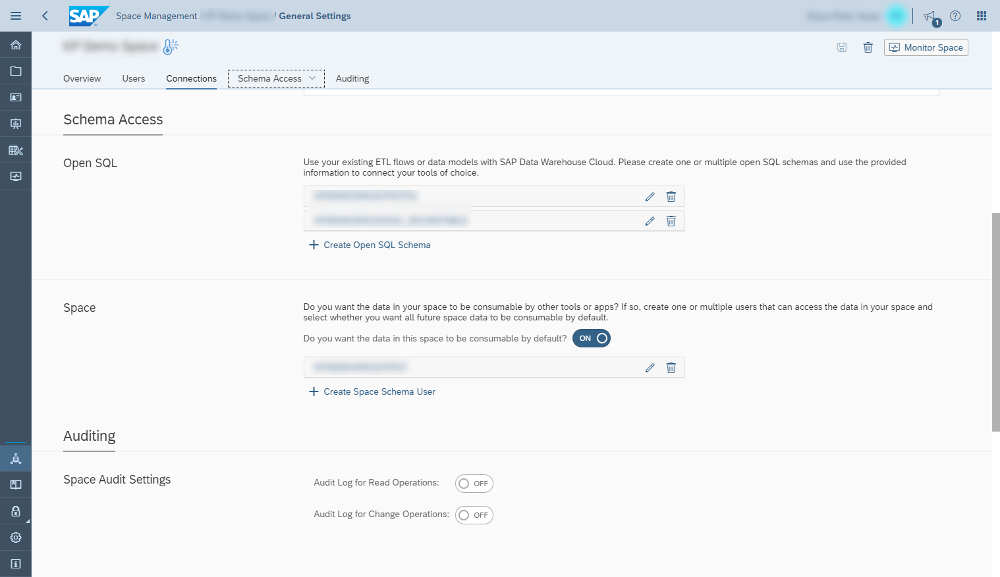 SAP
Space Management / / General Settings
1
Monitor Space
Overview Users Connections Schema Access Auditing
Schema Access
Open SQL
Use your existing ETL flows or data models with SAP Data Warehouse Cloud. Please create one or multiple open SQL schemas and use the provided
information to connect your tools of choice.
Create Open SQL Schema
Space
Do you want the data in your space to be consumable by other tools or apps? If so, create one or multiple users that can access the data in your space and
select whether you want all future space data to be consumable by default.
Do you want the data in this space to be consumable by default? ON
Create Space Schema User
Auditing
Space Audit Settings
Audit Log for Read Operations: OFF
Audit Log for Change Operations: OFF